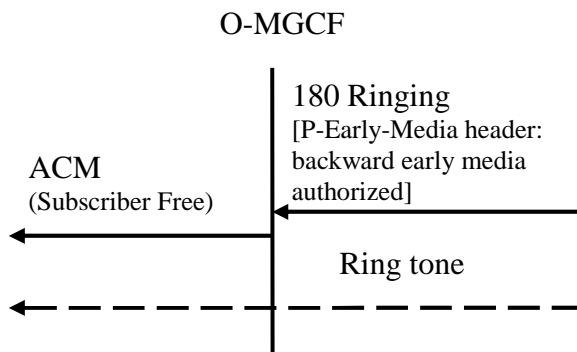 O-MGCF
180 Ringing
[P-Early-Media header:
backward early media
authorized]
ACM
(Subscriber Free)
Ring tone